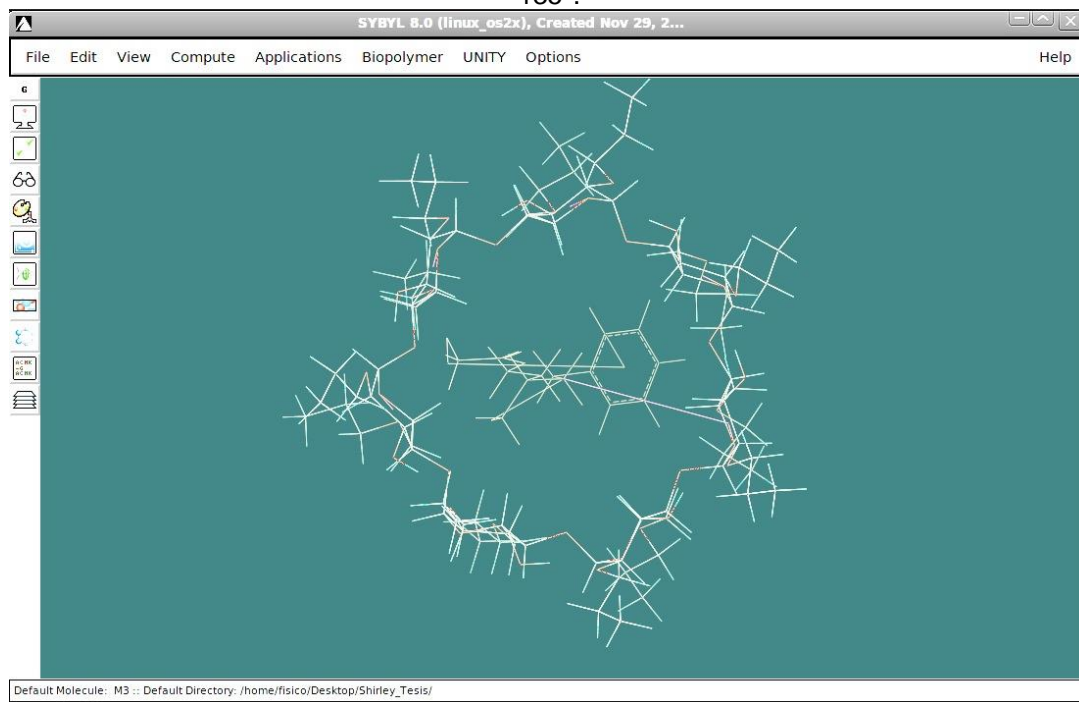 SYBYL 8.0 (linux_os2x), Created Nov 29, 2...
File Edit View Compute Applications Biopolymer UNITY Options Help
G
Default Molecule: M3 :: Default Directory: /home/fisico/Desktop/Shirley_Tesis/